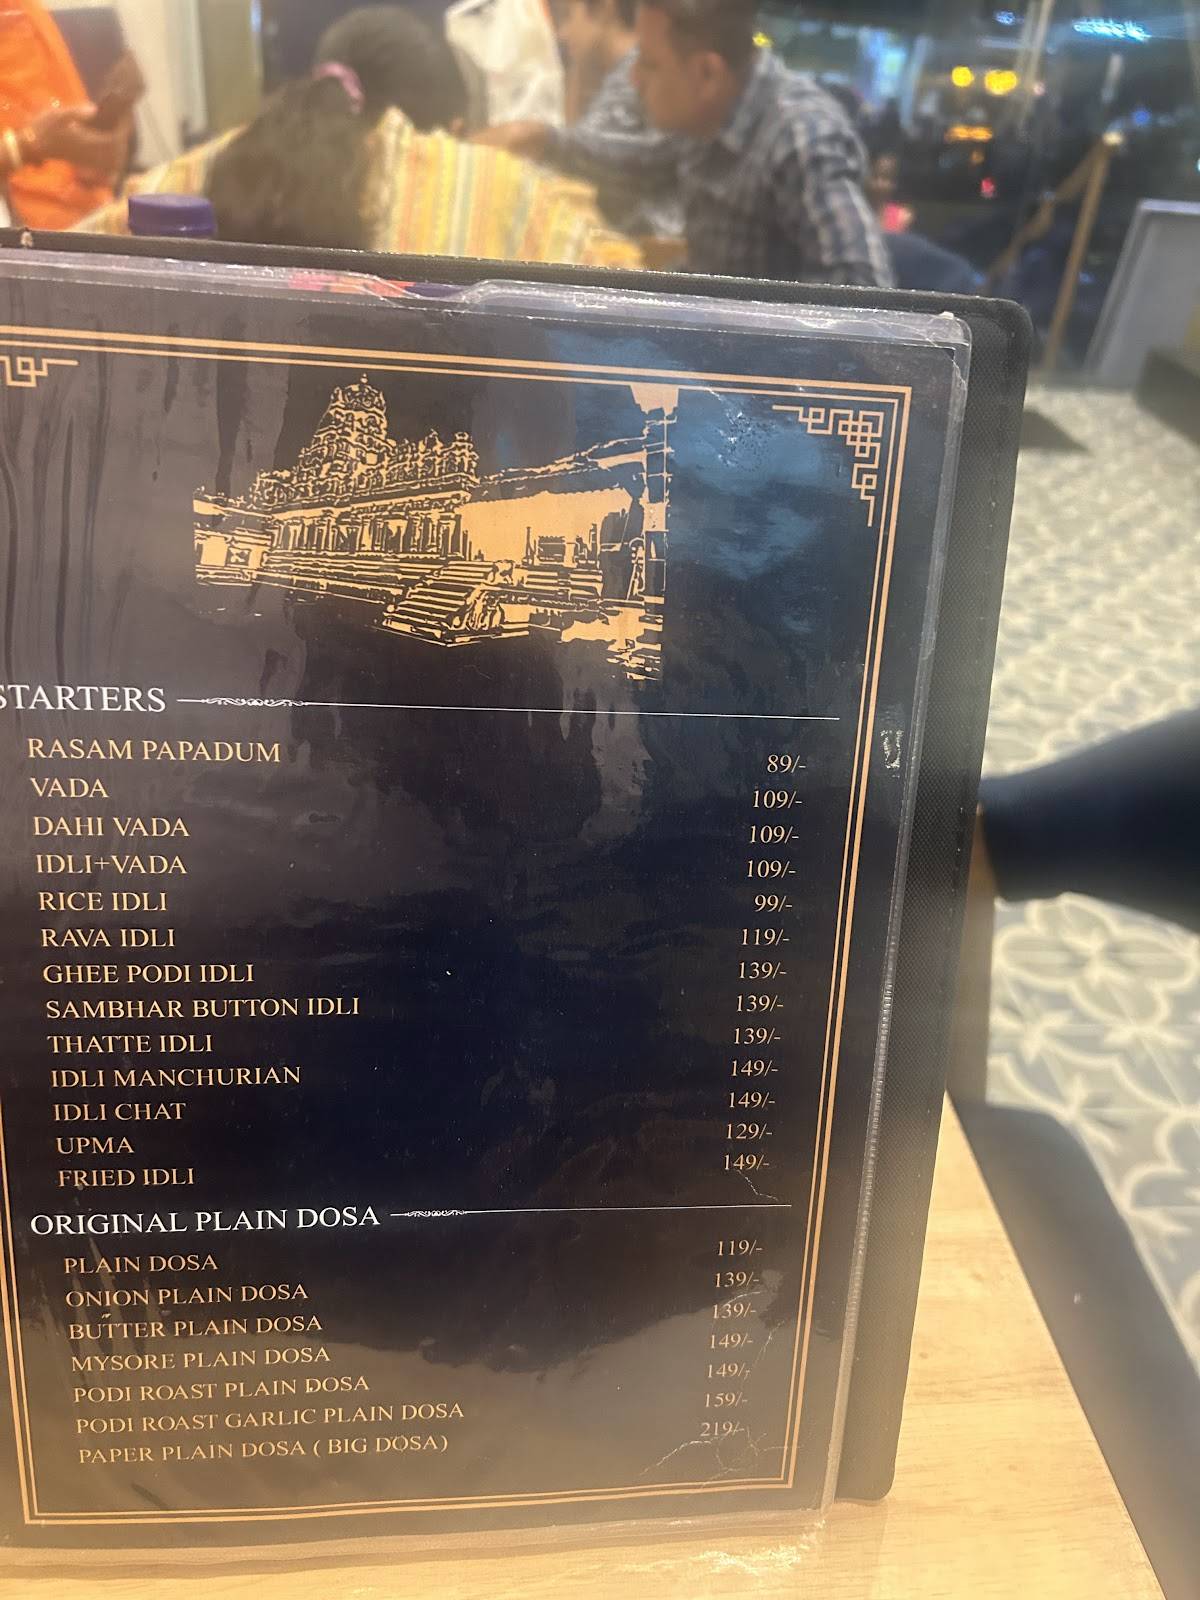 STARTERS
RASAM PAPADUM 89/-
VADA 109/-
DAHI VADA 109/-
IDLI+VADA 109/-
RICE IDLI 99/-
RAVA IDLI 119/-
GHEE PODI IDLI 139/-
SAMBHAR BUTTON IDLI 139/-
THATTE IDLI 139/-
IDLI MANCHURIAN 149/-
IDLI CHAT 149/-
UPMA 129/-
FRIED IDLI 149/-
ORIGINAL PLAIN DOSA
PLAIN DOSA 119/-
ONION PLAIN DOSA 139/-
BUTTER PLAIN DOSA 139/-
MYSORE PLAIN DOSA 149/-
PODI ROAST PLAIN DOSA 149/-
PODI ROAST GARLIC PLAIN DOSA 159/-
PAPER PLAIN DOSA ( BIG DOSA) 219/-